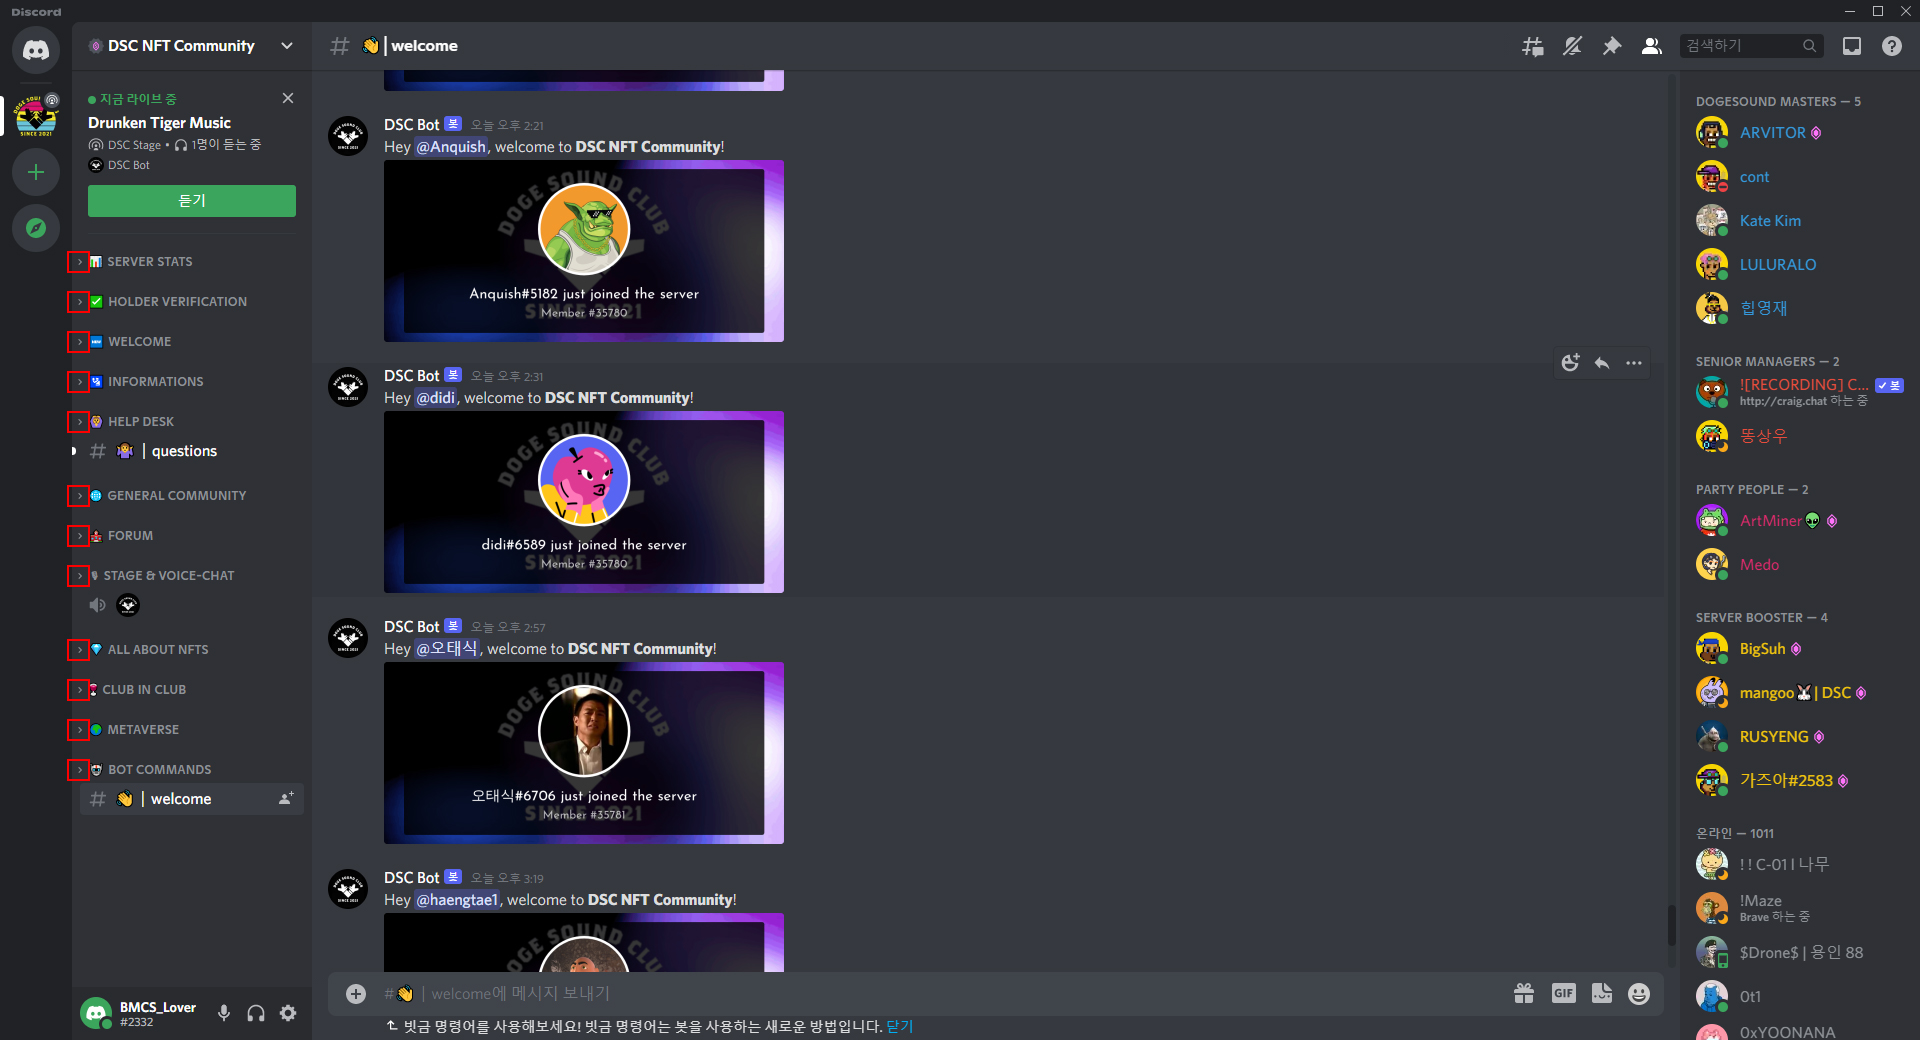 Discord
DSC NFT Community
지금 라이브 중
Drunken Tiger Music
DSC Stage • 1명이 듣는 중
DSC Bot
듣기
SERVER STATS
HOLDER VERIFICATION
WELCOME
INFORMATIONS
HELP DESK
# | questions
GENERAL COMMUNITY
FORUM
STAGE & VOICE-CHAT
ALL ABOUT NFTS
CLUB IN CLUB
METAVERSE
BOT COMMANDS
# 👋 | welcome
BMCS_Lover
#2332
# 👋 | welcome
검색하기
DSC Bot 봇 오늘 오후 2:21
Hey @Anquish, welcome to DSC NFT Community!
DOGE SOUND CLUB
Anquish#5182 just joined the server
SINCE 2021
Member #35780
DSC Bot 봇 오늘 오후 2:31
Hey @didi, welcome to DSC NFT Community!
DOGE SOUND CLUB
didi#6589 just joined the server
SINCE 2021
Member #35780
DSC Bot 봇 오늘 오후 2:57
Hey @오태식, welcome to DSC NFT Community!
DOGE SOUND CLUB
오태식#6706 just joined the server
SINCE 2021
Member #35781
DSC Bot 봇 오늘 오후 3:19
Hey @haengtae1, welcome to DSC NFT Community!
DOGE SOUND CLUB
#👋 | welcome에 메시지 보내기
GIF
빗금 명령어를 사용해보세요! 빗금 명령어는 봇을 사용하는 새로운 방법입니다. 닫기
DOGESOUND MASTERS — 5
ARVITOR
cont
Kate Kim
LULURALO
힙영재
SENIOR MANAGERS — 2
![RECORDING] C... ✓ 봇
http://craig.chat 하는 중
똥상우
PARTY PEOPLE — 2
ArtMiner👽
Medo
SERVER BOOSTER — 4
BigSuh
mangoo🐰| DSC
RUSYENG
가즈아#2583
온라인 — 1011
! ! C-01 l 나무
!Maze
Brave 하는 중
$Drone$ | 용인 88
0t1
0xYOONANA